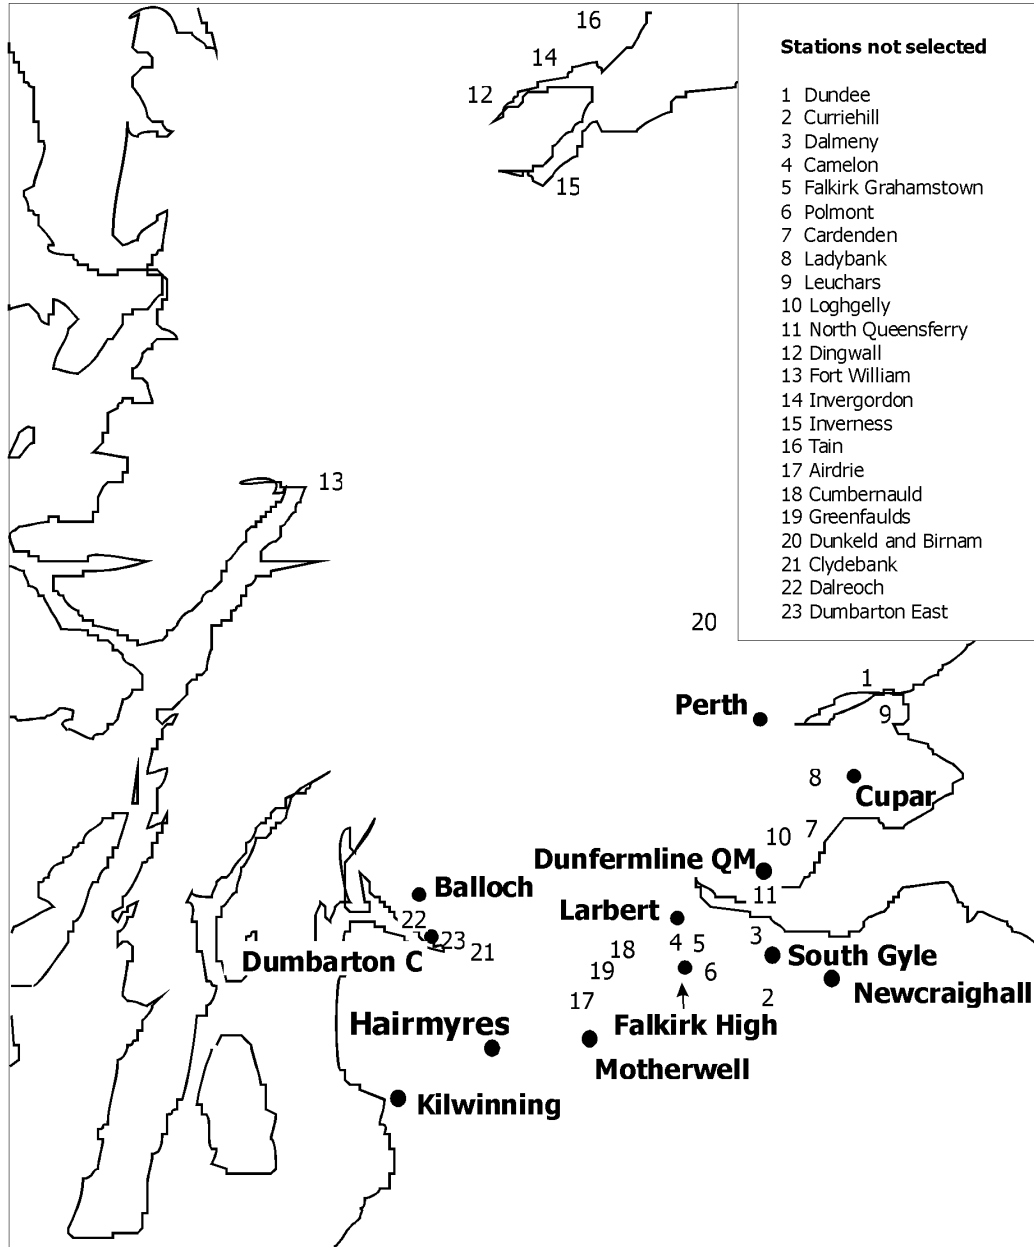 16
14
12
15
13
20
Stations not selected
1 Dundee
2 Curriehill
3 Dalmeny
4 Camelon
5 Falkirk Grahamstown
6 Polmont
7 Cardenden
8 Ladybank
9 Leuchars
10 Loghgelly
11 North Queensferry
12 Dingwall
13 Fort William
14 Invergordon
15 Inverness
16 Tain
17 Airdrie
18 Cumbernauld
19 Greenfaulds
20 Dunkeld and Birnam
21 Clydebank
22 Dalreoch
23 Dumbarton East
1
Perth
9
8
Cupar
7
10
Dunfermline QM
Balloch
11
Larbert
22
23
21
18
4
5
3
Dumbarton C
South Gyle
19
6
17
2
Newcraighall
Hairmyres
Falkirk High
Motherwell
Kilwinning